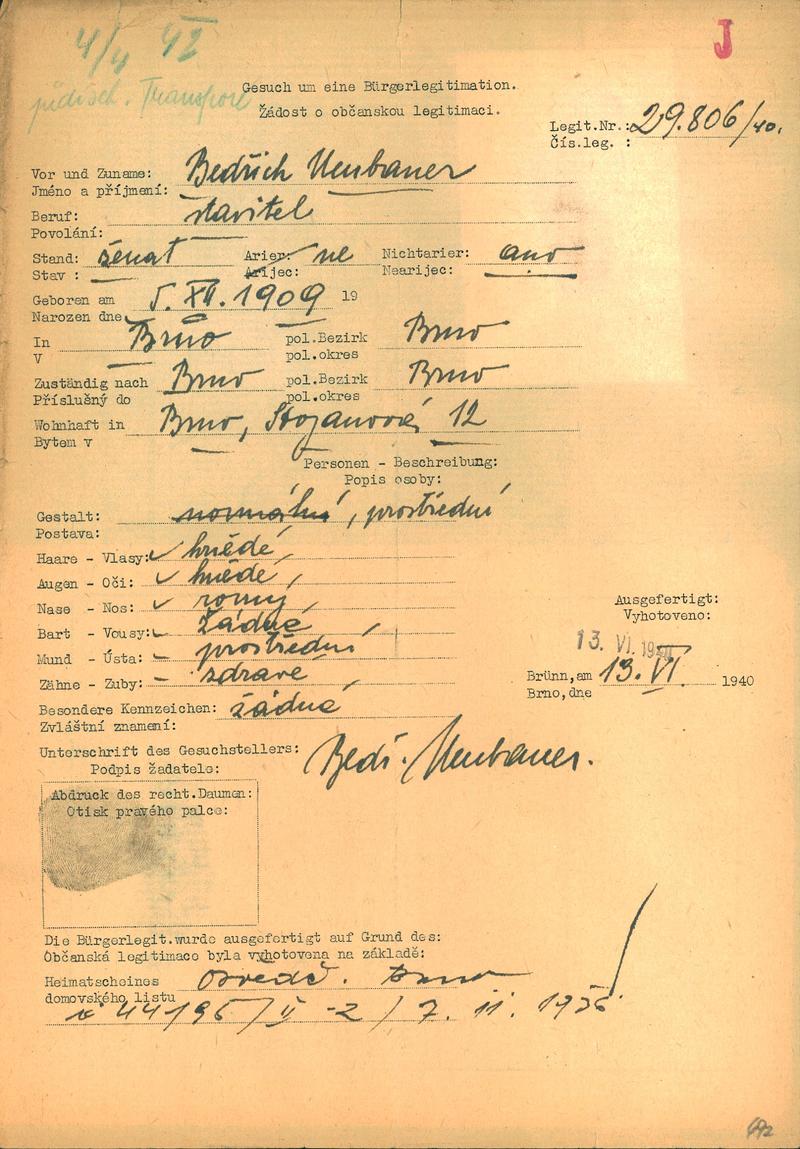 4/4 42
J
jüdisch. Transport
Gesuch um eine Bürgerlegitimation.
Žádost o občanskou legitimaci.
Legit.Nr.: 29.806/40.
Čís.leg. :
Vor und Zuname: Bedřich Neubauer
Jméno a příjmení:
Beruf: stavitel
Povolání:
Stand: ženat Arier: ne Nichtarier: ano
Stav : Arijec: Nearijec:
Geboren am 5. XII. 1909 19
Narozen dne
In Brno pol.Bezirk Brno
V pol.okres
Zuständig nach Brno pol.Bezirk Brno
Příslušný do pol.okres
Wohnhaft in Brno, Stojanova 12
Bytem v
Personen - Beschreibung:
Popis osoby:
Gestalt: normální, prostřední
Postava:
Haare - Vlasy: hnědé,
Augen - Oči: hnědé,
Nase - Nos: rovný,
Ausgefertigt:
Vyhotoveno:
Bart - Vousy: žádné,
Mund - Ústa: prostřední
13. VI. 1940
Zähne - Zuby: zdravé,
Brünn, am 13. VI. 1940
Brno, dne
Besondere Kennzeichen: žádné
Zvláštní znamení:
Unterschrift des Gesuchstellers: Bedř. Neubauer.
Podpis žadatele:
Abdruck des recht.Daumen:
Otisk pravého palce:
Die Bürgerlegit.wurde ausgefertigt auf Grund des:
Občanská legitimace byla vyhotovena na základě:
Heimatscheines Osvědč. Brno
domovského listu
44196/II-2/7. 11. 1936